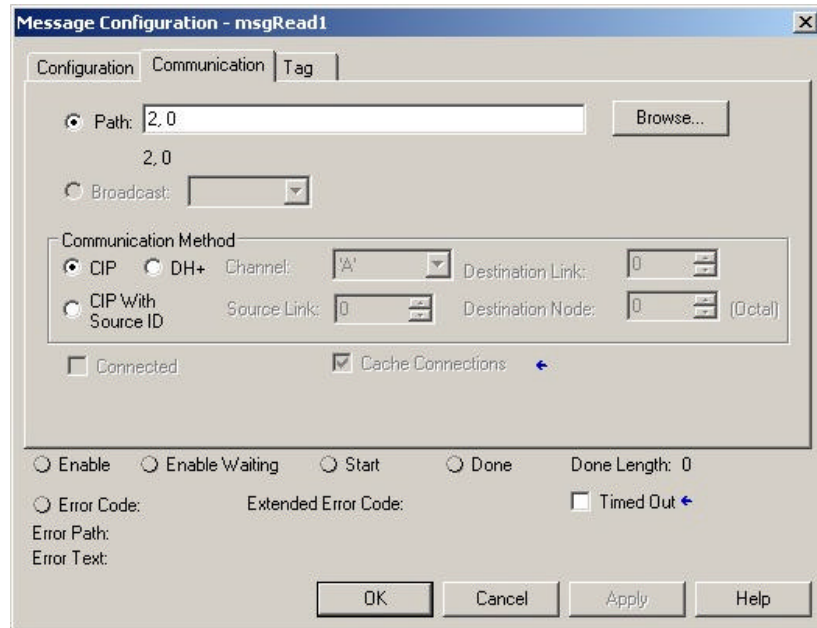 Message Configuration - msgRead1
Configuration Communication Tag
Path: 2, 0 Browse...
2, 0
Broadcast:
Communication Method
CIP DH+ Channel: 'A' Destination Link: 0
CIP With Source ID Source Link: 0 Destination Node: 0 (Octal)
Connected Cache Connections
Enable Enable Waiting Start Done Done Length: 0
Error Code: Extended Error Code: Timed Out
Error Path:
Error Text:
OK Cancel Apply Help